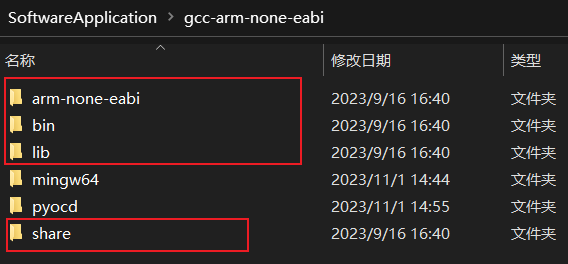 SoftwareApplication > gcc-arm-none-eabi
名称 修改日期 类型
arm-none-eabi 2023/9/16 16:40 文件夹
bin 2023/9/16 16:40 文件夹
lib 2023/9/16 16:40 文件夹
mingw64 2023/11/1 14:44 文件夹
pyocd 2023/11/1 14:55 文件夹
share 2023/9/16 16:40 文件夹